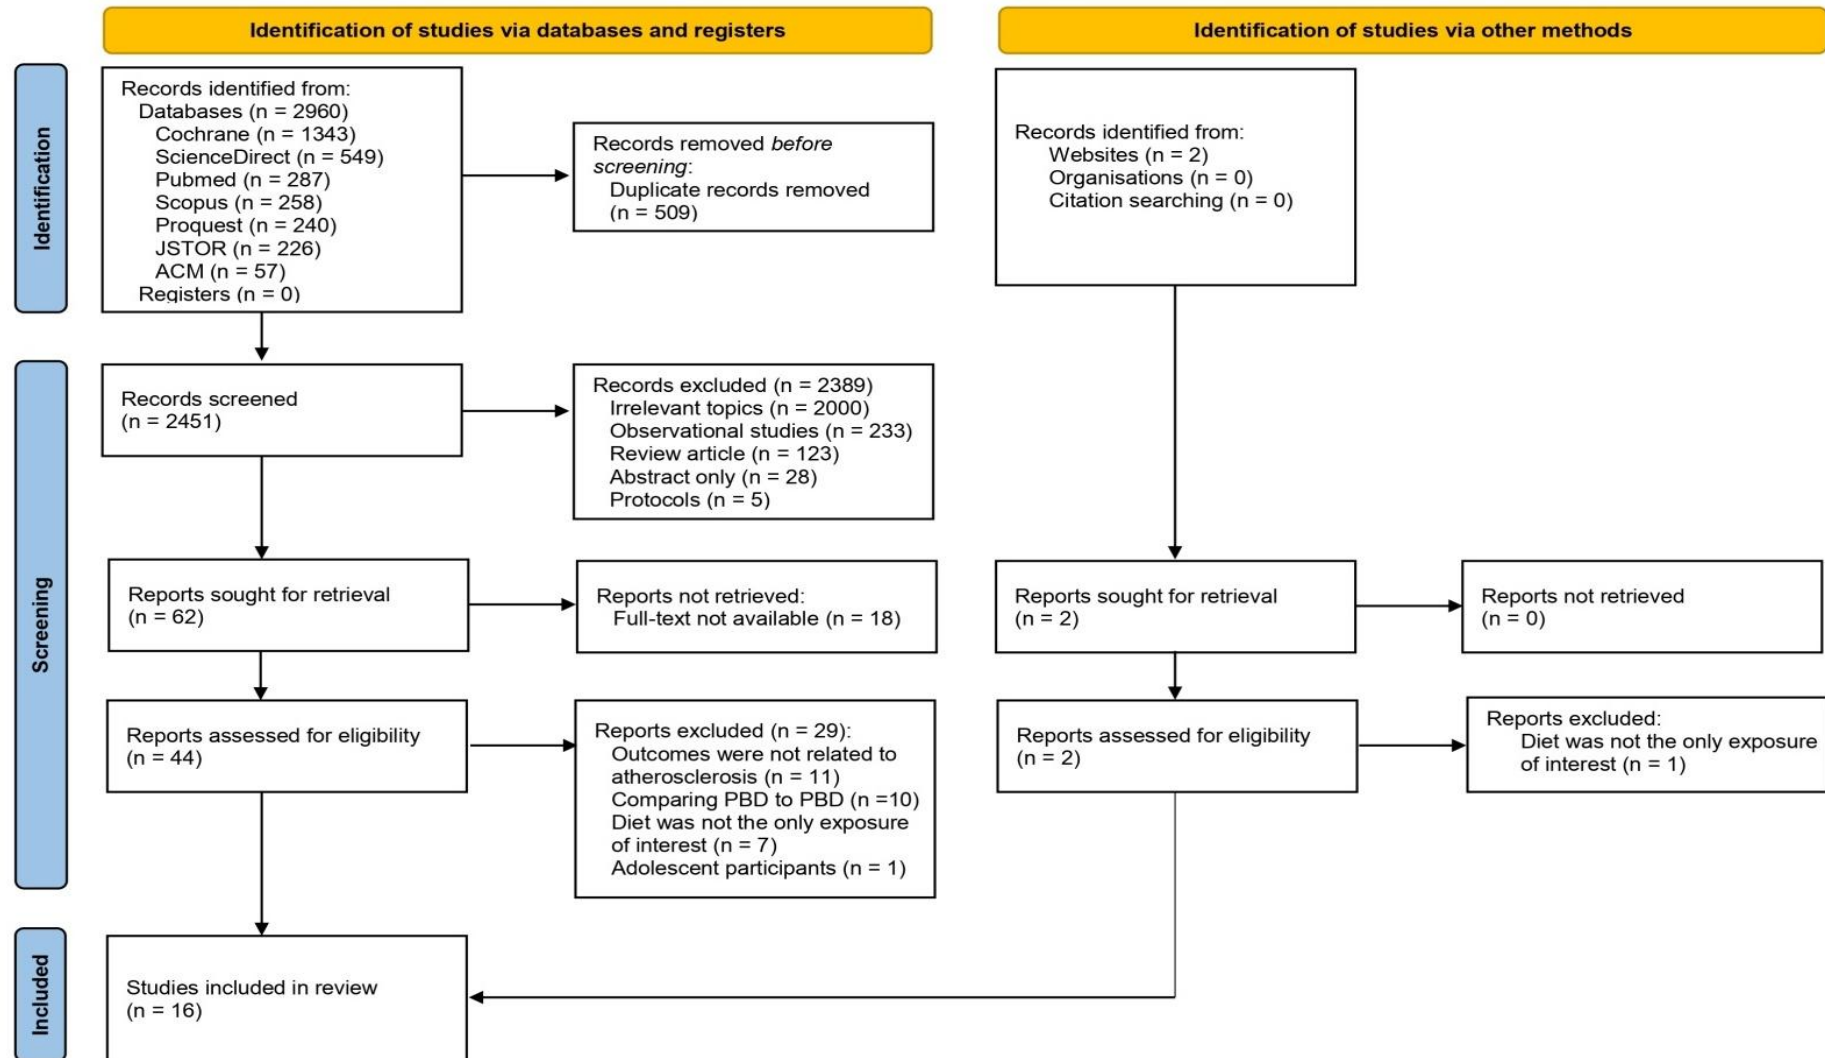 Identification of studies via databases and registers
Identification of studies via other methods
Identification
Records identified from:
Databases (n = 2960)
Cochrane (n = 1343)
ScienceDirect (n = 549)
Pubmed (n = 287)
Scopus (n = 258)
Proquest (n = 240)
JSTOR (n = 226)
ACM (n = 57)
Registers (n = 0)
Records removed before
screening:
Duplicate records removed
(n = 509)
Records identified from:
Websites (n = 2)
Organisations (n = 0)
Citation searching (n = 0)
Screening
Records screened
(n = 2451)
Records excluded (n = 2389)
Irrelevant topics (n = 2000)
Observational studies (n = 233)
Review article (n = 123)
Abstract only (n = 28)
Protocols (n = 5)
Reports sought for retrieval
(n = 62)
Reports not retrieved:
Full-text not available (n = 18)
Reports sought for retrieval
(n = 2)
Reports not retrieved
(n = 0)
Reports assessed for eligibility
(n = 44)
Reports excluded (n = 29):
Outcomes were not related to
atherosclerosis (n = 11)
Comparing PBD to PBD (n =10)
Diet was not the only exposure
of interest (n = 7)
Adolescent participants (n = 1)
Reports assessed for eligibility
(n = 2)
Reports excluded:
Diet was not the only exposure
of interest (n = 1)
Included
Studies included in review
(n = 16)